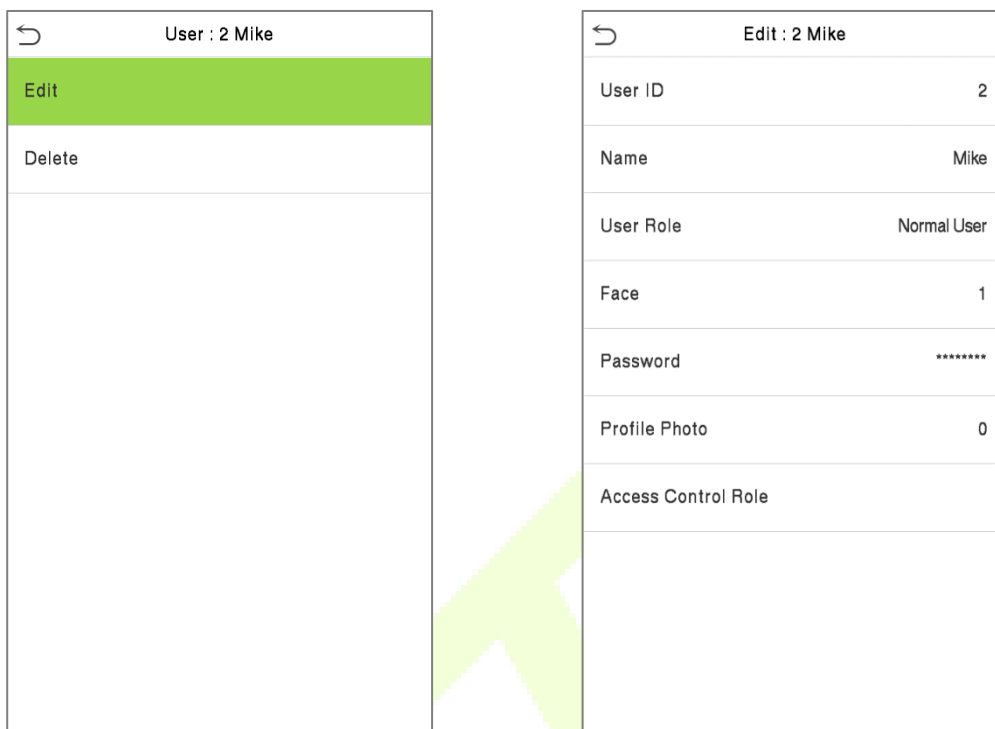 User : 2 Mike
Edit
Delete
Edit : 2 Mike
User ID 2
Name Mike
User Role Normal User
Face 1
Password ********
Profile Photo 0
Access Control Role